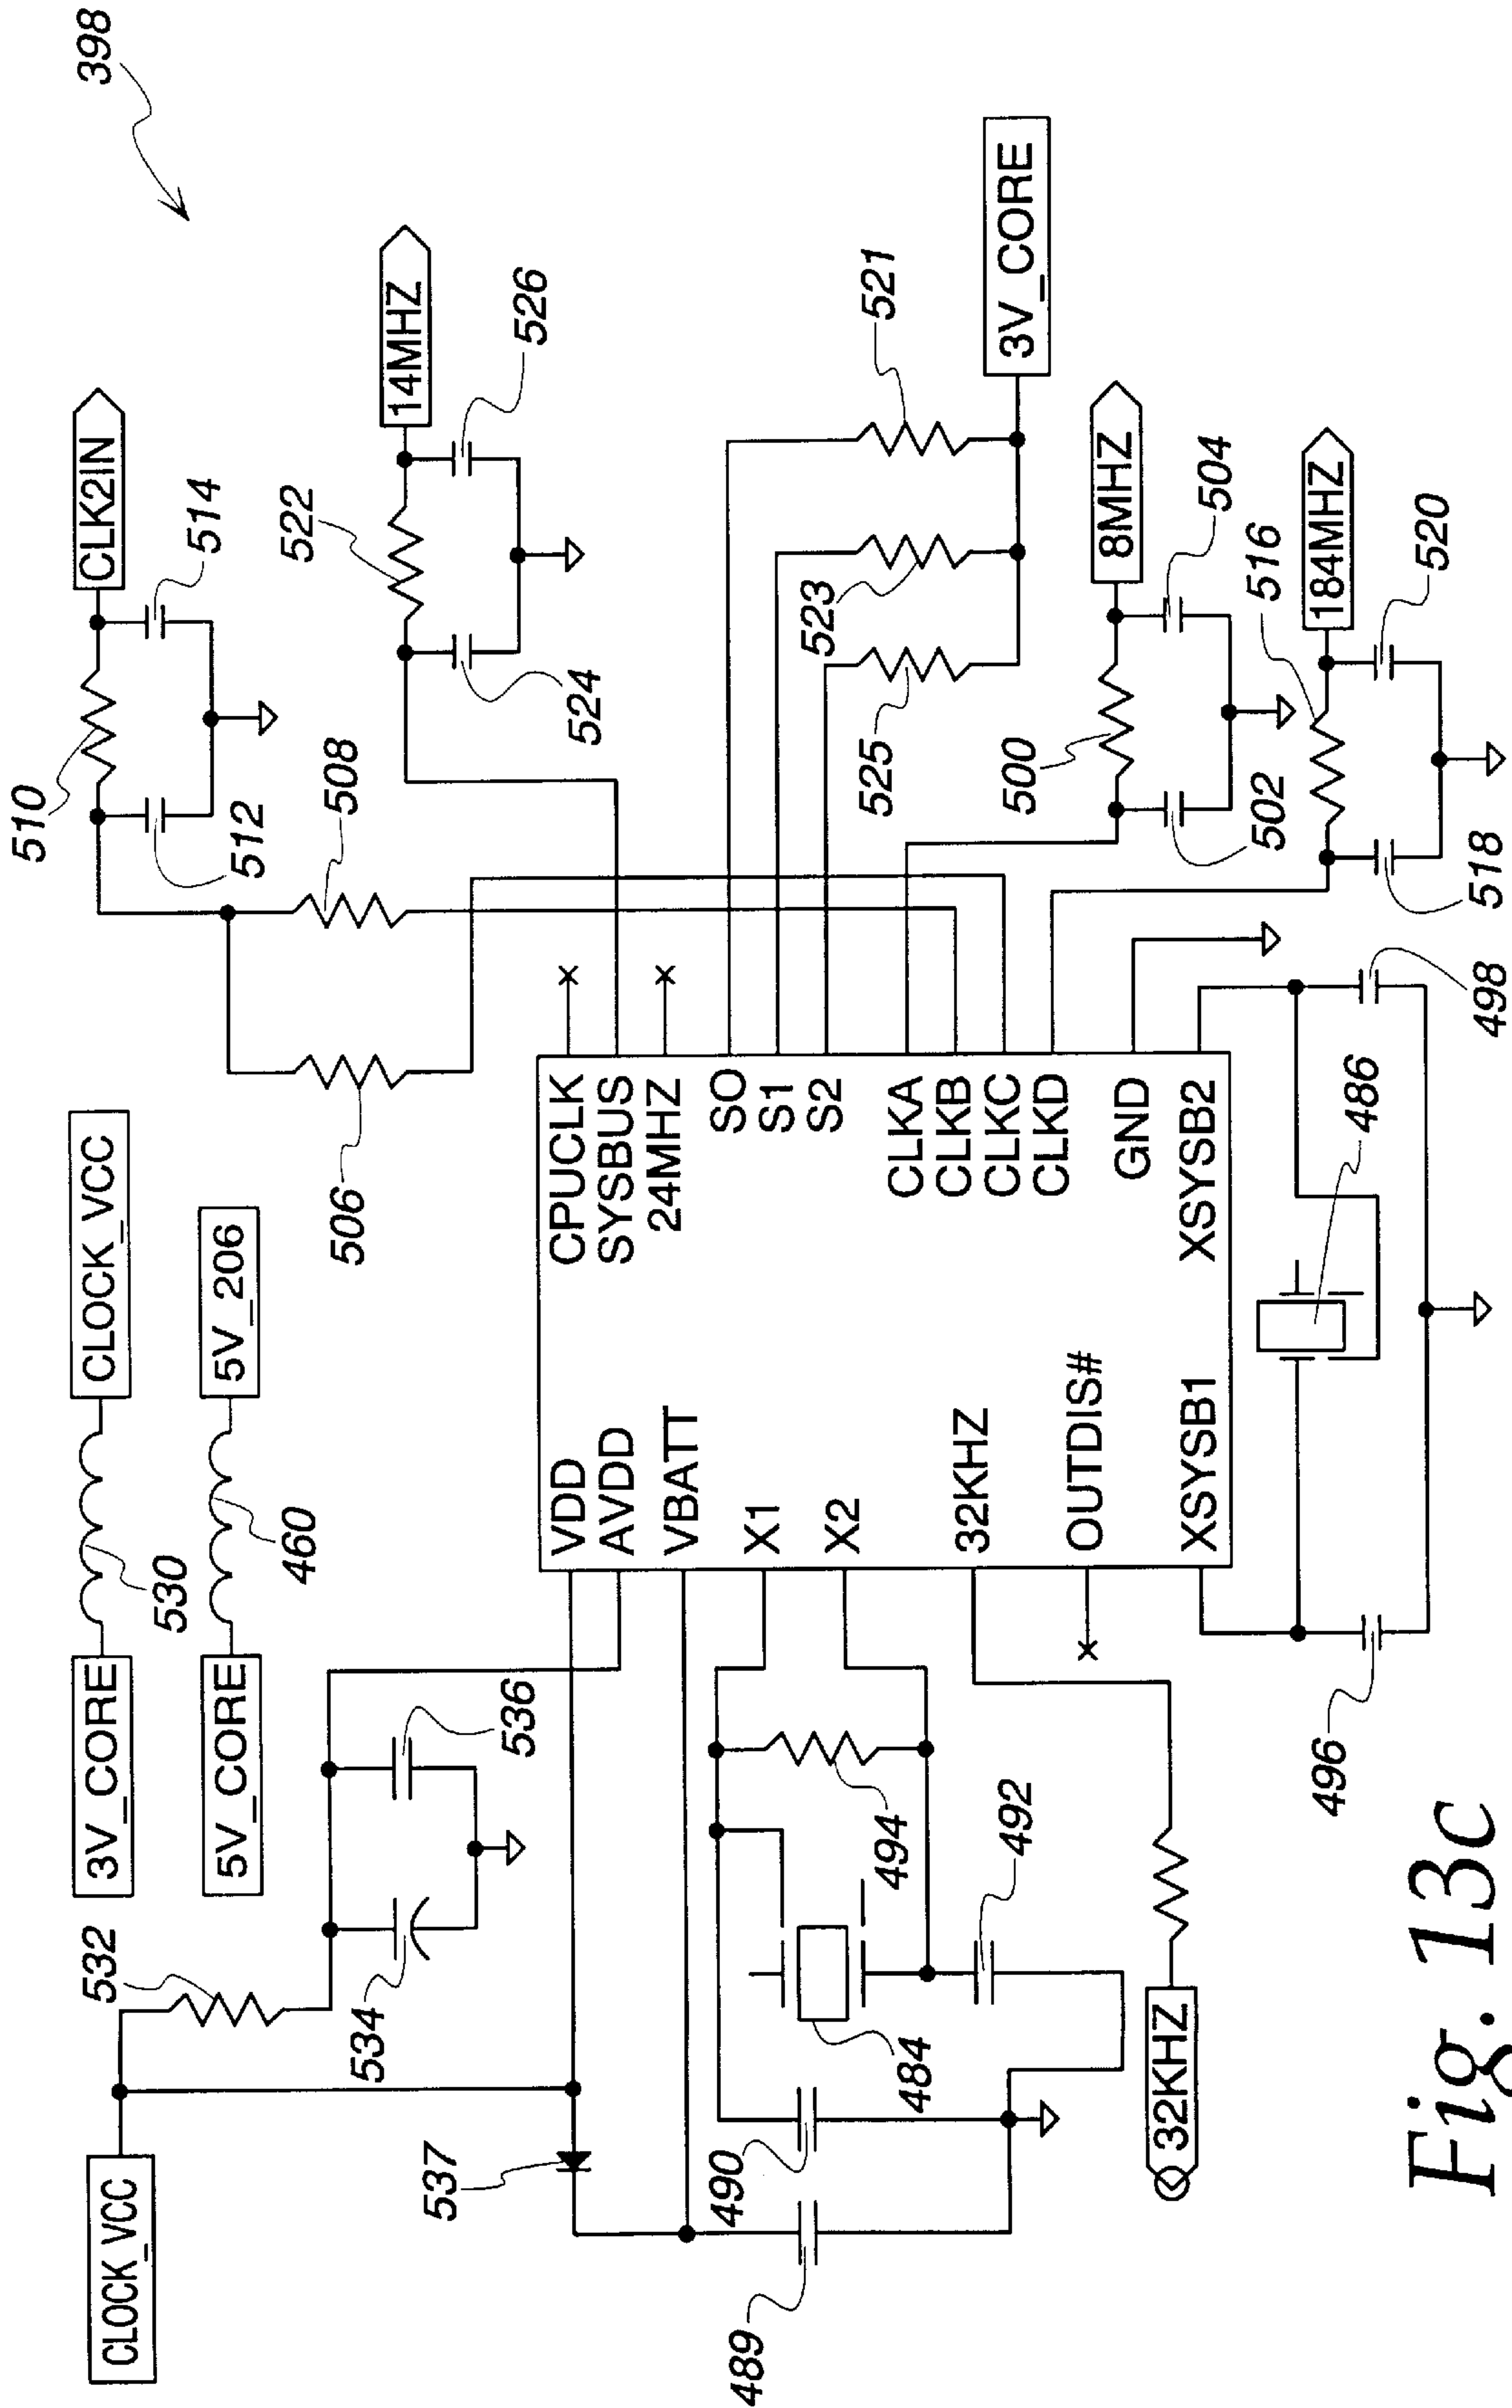 398
CLOCK_VCC
532
534
536
537
3V_CORE
530
CLOCK_VCC
5V_CORE
460
5V_206
506
508
510
512
514
CLK2IN
522
524
526
14MHZ
VDD
AVDD
VBATT
X1
X2
32KHZ
OUTDIS#
XSYSB1
CPUCLK
SYSBUS
24MHZ
SO
S1
S2
CLKA
CLKB
CLKC
CLKD
GND
XSYSB2
525
523
521
3V_CORE
500
502
504
8MHZ
516
518
520
184MHZ
489
490
484
494
492
32KHZ
496
486
498
Fig. 13c